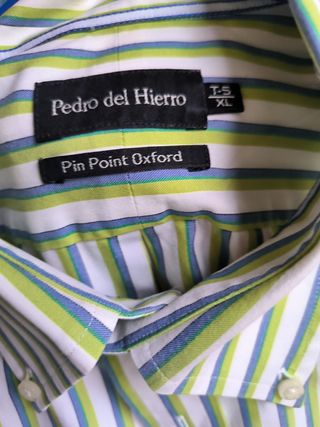 Pedro del Hierro
T-5
XL
Pin Point Oxford